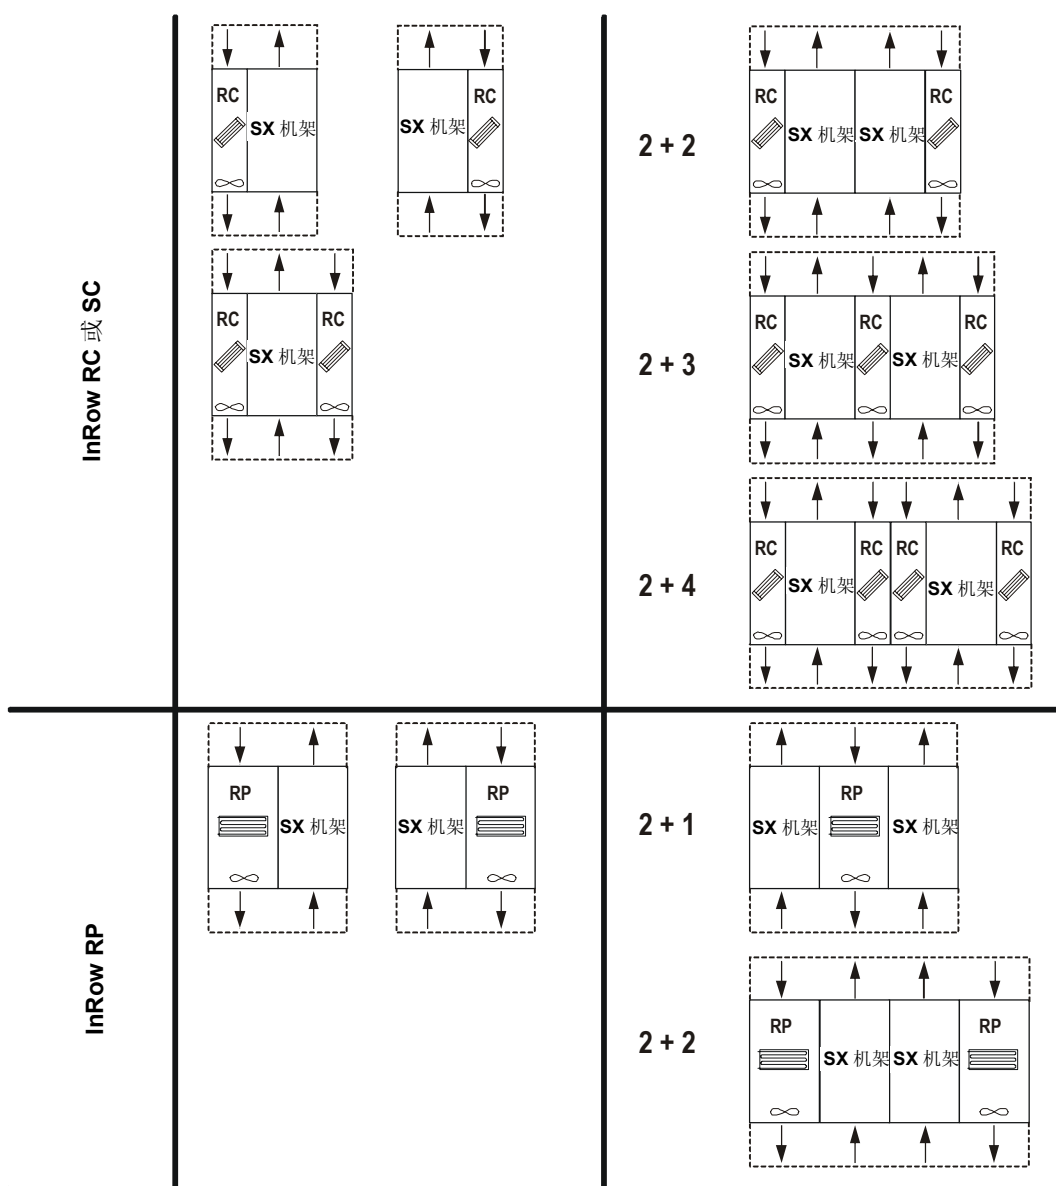 InRow RC 或 SC
RC
SX 机架
SX 机架
RC
RC
SX 机架
RC
2 + 2
RC
SX 机架
SX 机架
RC
2 + 3
RC
SX 机架
RC
SX 机架
RC
2 + 4
RC
SX 机架
RC
RC
SX 机架
RC
InRow RP
RP
SX 机架
SX 机架
RP
2 + 1
SX 机架
RP
SX 机架
2 + 2
RP
SX 机架
SX 机架
RP